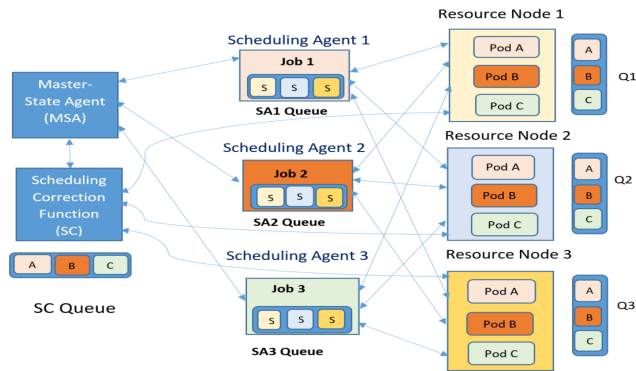 Resource Node 1
Scheduling Agent 1
Job 1
S S S
SA1 Queue
Pod A
Pod B
Pod C
A
B
C
Q1
Master-
State Agent
(MSA)
Scheduling Agent 2
Job 2
S S S
SA2 Queue
Resource Node 2
Pod A
Pod B
Pod C
A
B
C
Q2
Scheduling
Correction
Function
(SC)
A B C
SC Queue
Scheduling Agent 3
Job 3
S S S
SA3 Queue
Resource Node 3
Pod A
Pod B
Pod C
A
B
C
Q3